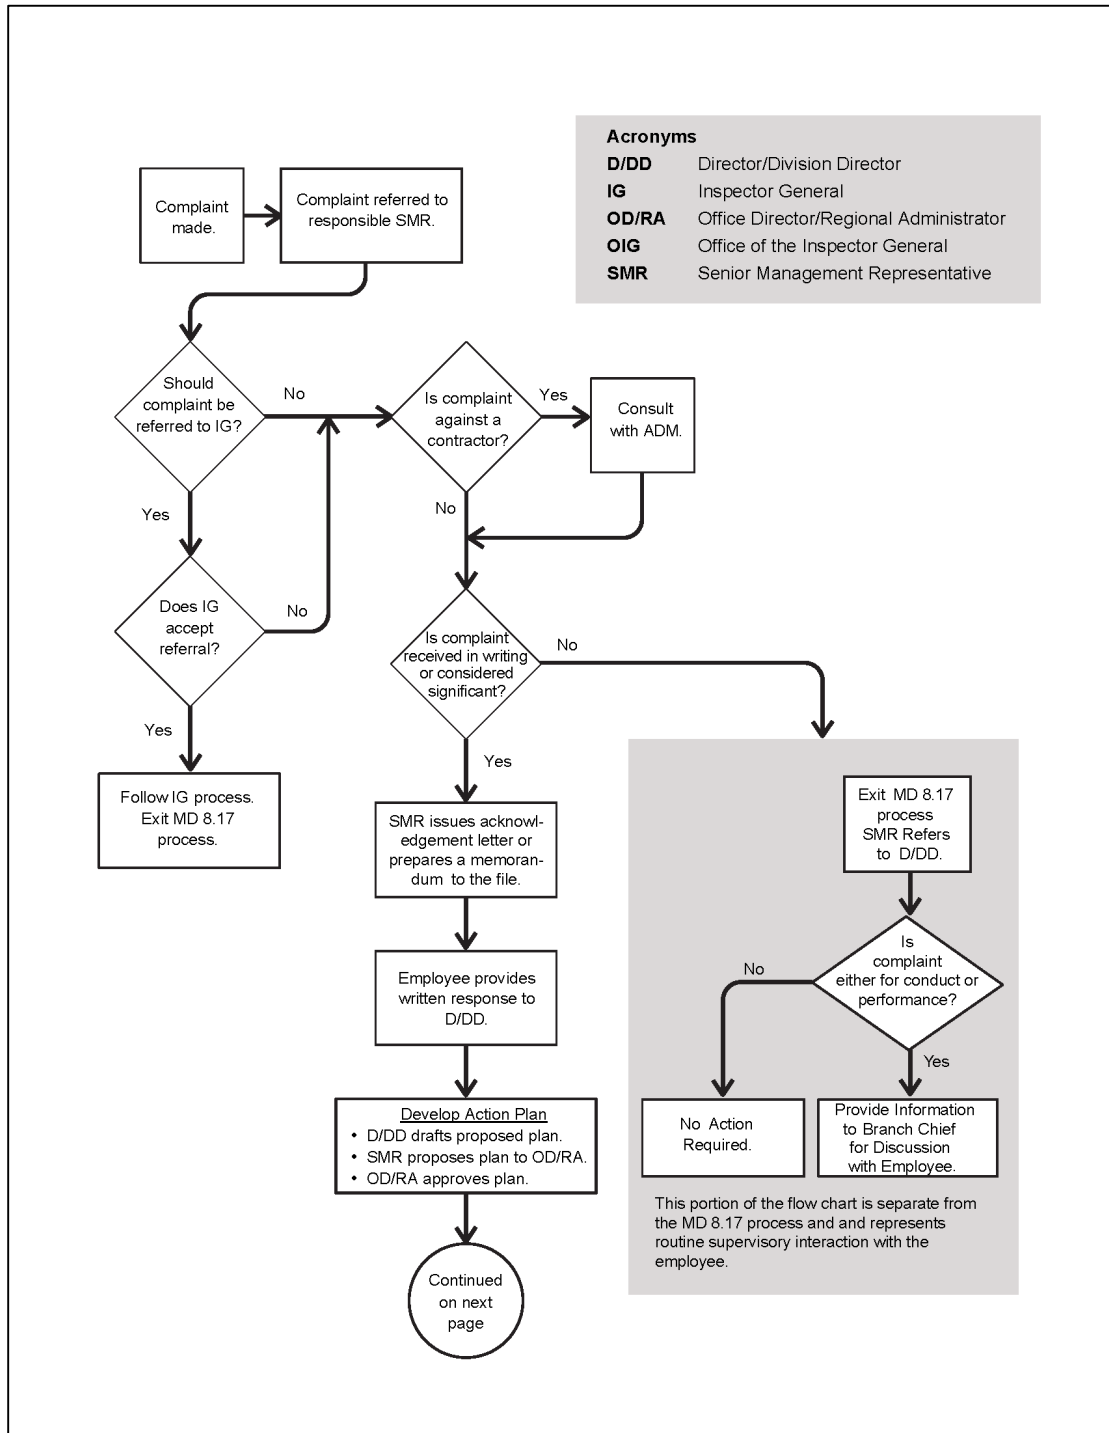 Acronyms
D/DD Director/Division Director
IG Inspector General
OD/RA Office Director/Regional Administrator
OIG Office of the Inspector General
SMR Senior Management Representative
Complaint
made.
Complaint referred to
responsible SMR.
Should
complaint be
referred to IG?
No
Yes
Is complaint
against a
contractor?
Yes
No
Consult
with ADM.
Does IG
accept
referral?
No
Yes
Follow IG process.
Exit MD 8.17
process.
Is complaint
received in writing
or considered
significant?
No
Yes
SMR issues acknowl-
edgement letter or
prepares a memoran-
dum to the file.
Employee provides
written response to
D/DD.
Develop Action Plan
• D/DD drafts proposed plan.
• SMR proposes plan to OD/RA.
• OD/RA approves plan.
Continued
on next
page
Exit MD 8.17
process
SMR Refers
to D/DD.
Is
complaint
either for conduct or
performance?
No
Yes
No Action
Required.
Provide Information
to Branch Chief
for Discussion
with Employee.
This portion of the flow chart is separate from
the MD 8.17 process and and represents
routine supervisory interaction with the
employee.